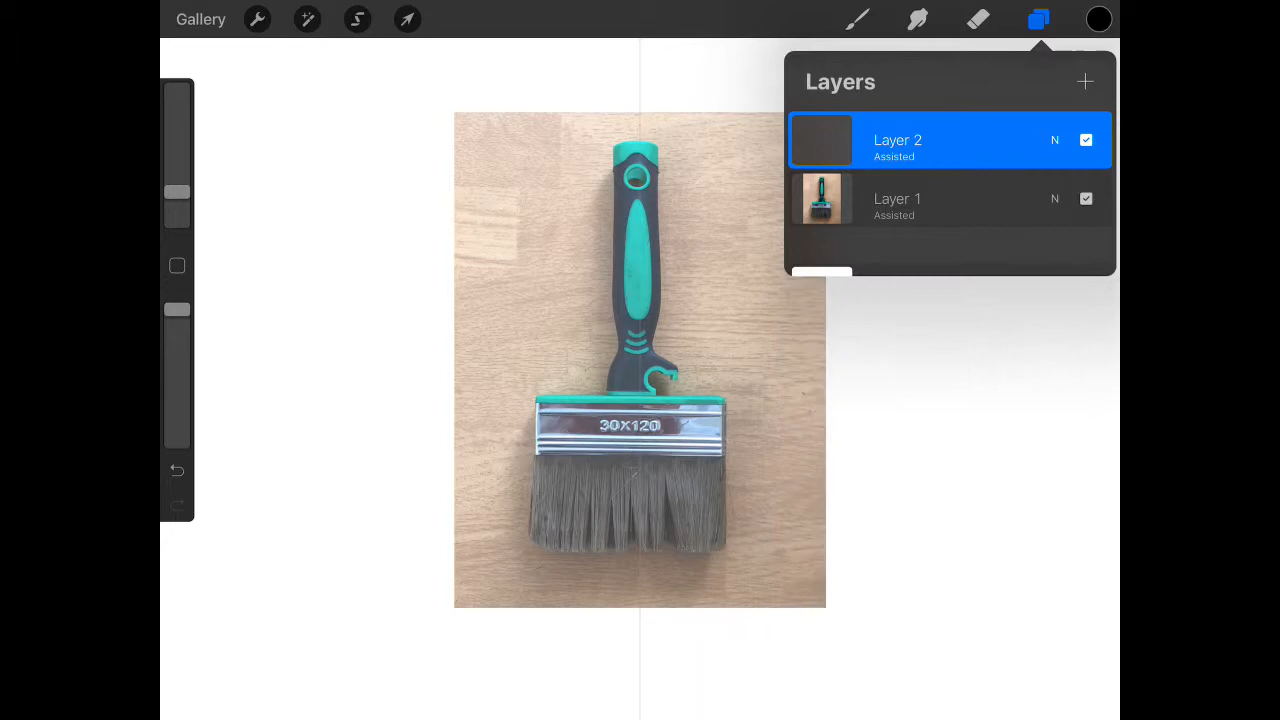 Gallery
Layers
Layer 2
N
Assisted
Layer 1
N
Assisted
30X120